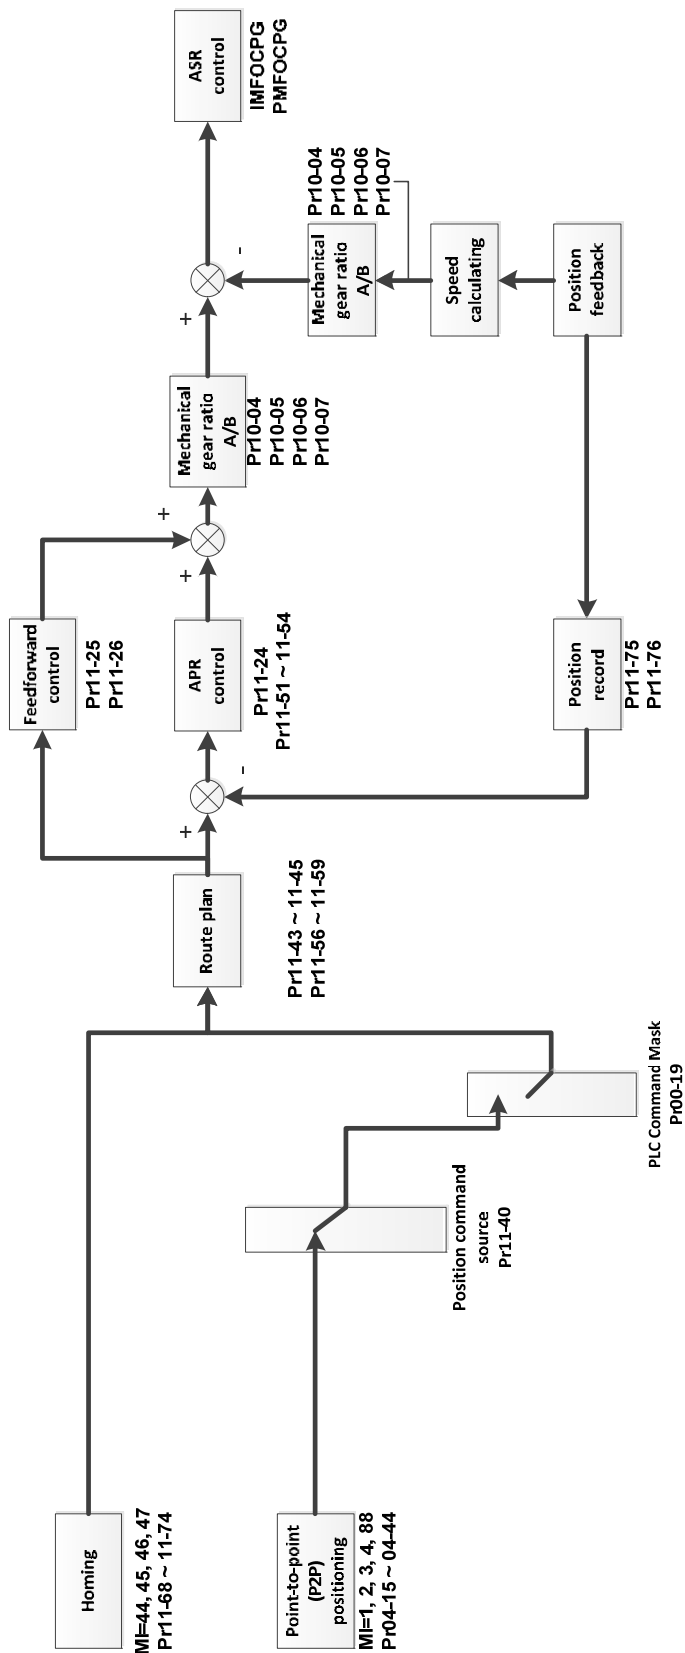 Homing
MI=44, 45, 46, 47
Pr11-68 ~ 11-74
Point-to-point
(P2P)
positioning
MI=1, 2, 3, 4, 88
Pr04-15 ~ 04-44
Position command
source
Pr11-40
PLC Command Mask
Pr00-19
Route plan
Pr11-43 ~ 11-45
Pr11-56 ~ 11-59
+
-
Feedforward
control
Pr11-25
Pr11-26
APR
control
Pr11-24
Pr11-51 ~ 11-54
Position
record
Pr11-75
Pr11-76
+
+
Mechanical
gear ratio
A/B
Pr10-04
Pr10-05
Pr10-06
Pr10-07
+
-
Mechanical
gear ratio
A/B
Pr10-04
Pr10-05
Pr10-06
Pr10-07
Speed
calculating
Position
feedback
ASR
control
IMFOCPG
PMFOCPG